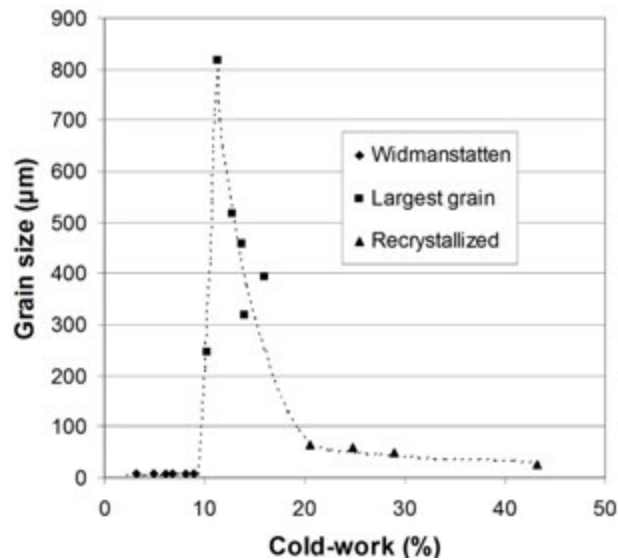 900
800
700
600
500
400
300
200
100
0
Grain size (µm)
Widmanstatten
Largest grain
Recrystallized
0 10 20 30 40 50
Cold-work (%)